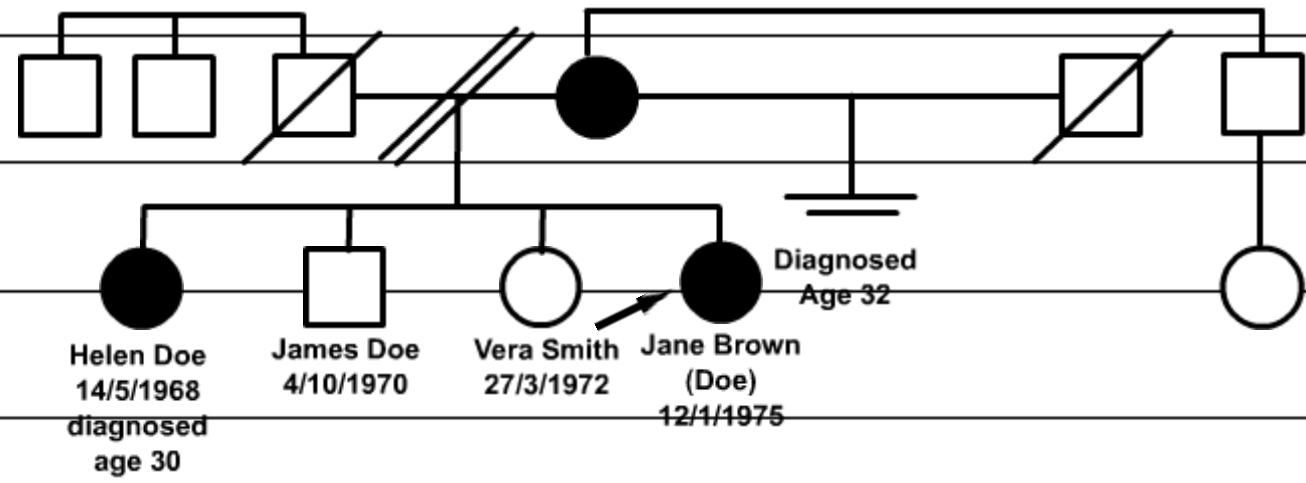 Diagnosed
Age 32
Helen Doe
14/5/1968
diagnosed
age 30
James Doe
4/10/1970
Vera Smith
27/3/1972
Jane Brown
(Doe)
12/1/1975